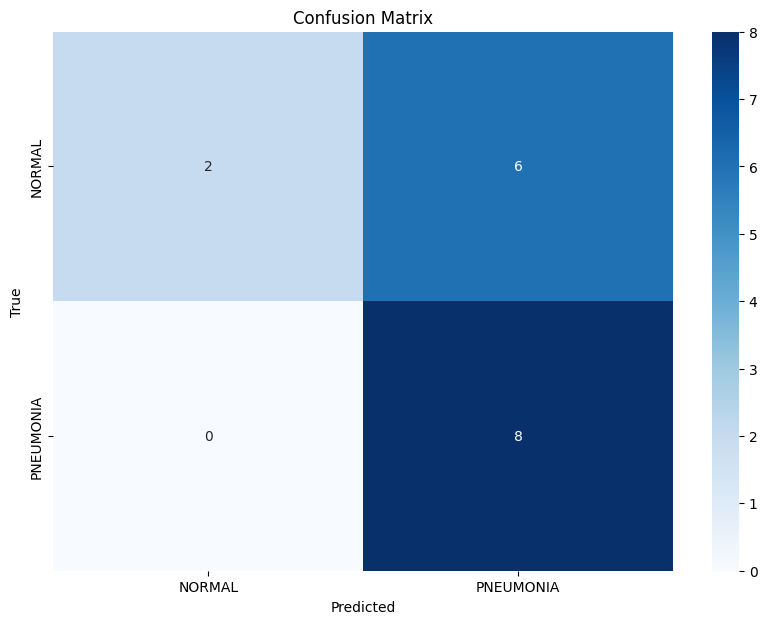 Confusion Matrix
True
NORMAL
2
6
PNEUMONIA
0
8
NORMAL
PNEUMONIA
Predicted
8
7
6
5
4
3
2
1
0